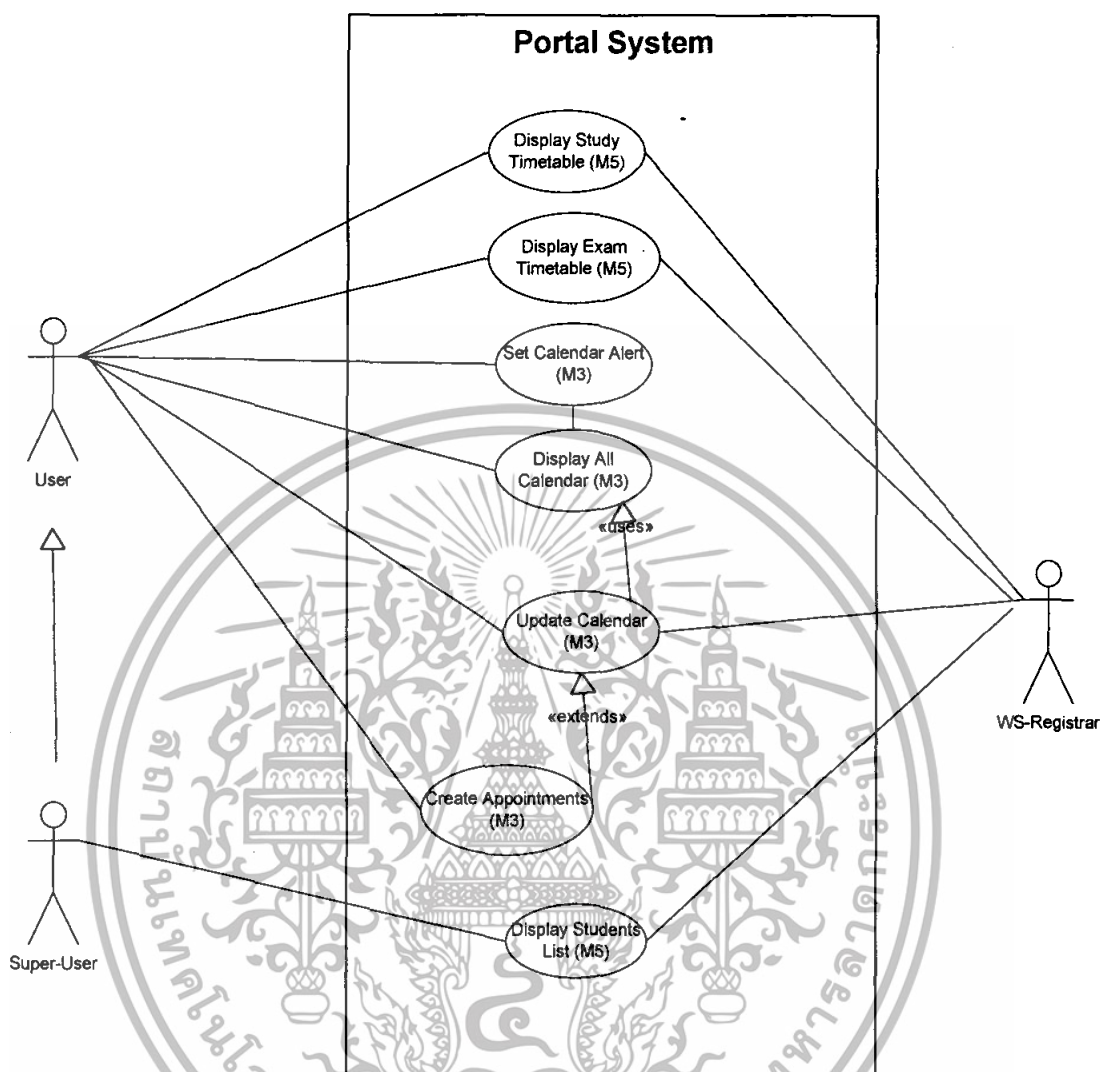 Portal System
Display Study
Timetable (M5)
Display Exam
Timetable (M5)
Set Calendar Alert
(M3)
Display All
Calendar (M3)
«uses»
User
Update Calendar
(M3)
«extends»
WS-Registrar
Create Appointments
(M3)
Super-User
Display Students
List (M5)